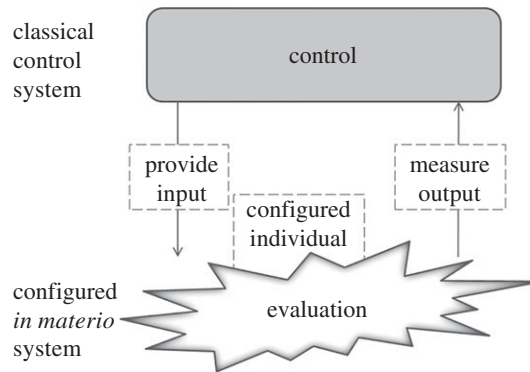 classical
control
system
control
provide
input
measure
output
configured
individual
configured
in materio
system
evaluation